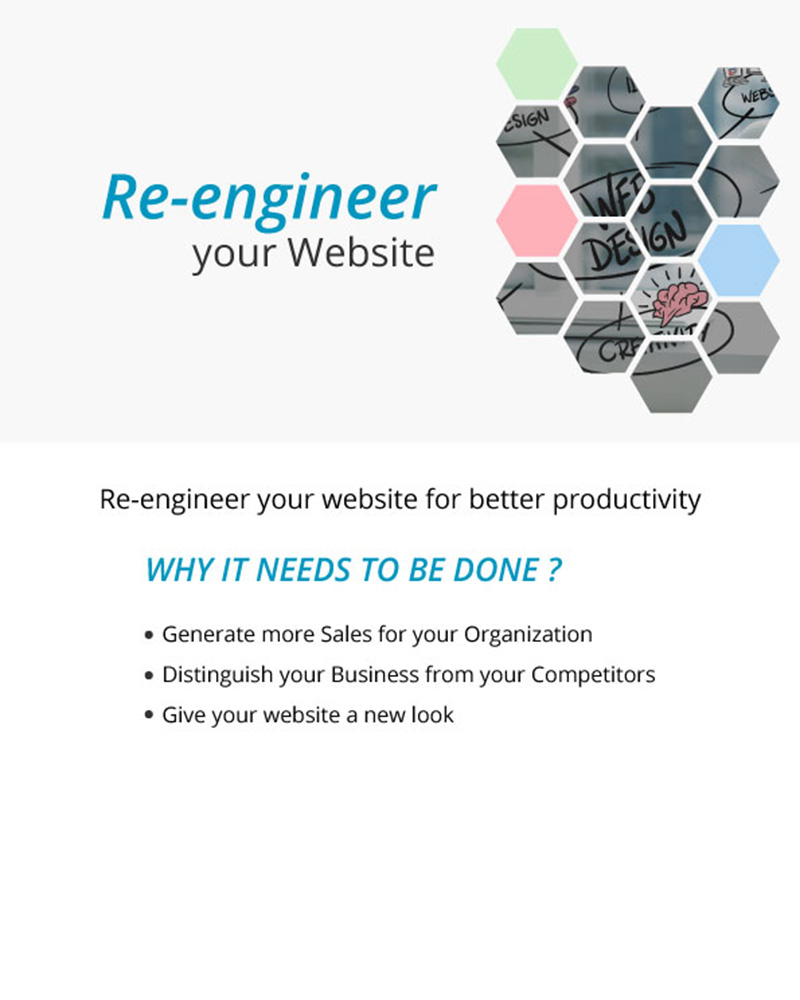 Re-engineer
your Website
WEBS
ESIGN
WEB
DESIGN
CREATIVITY
Re-engineer your website for better productivity
WHY IT NEEDS TO BE DONE ?
• Generate more Sales for your Organization
• Distinguish your Business from your Competitors
• Give your website a new look